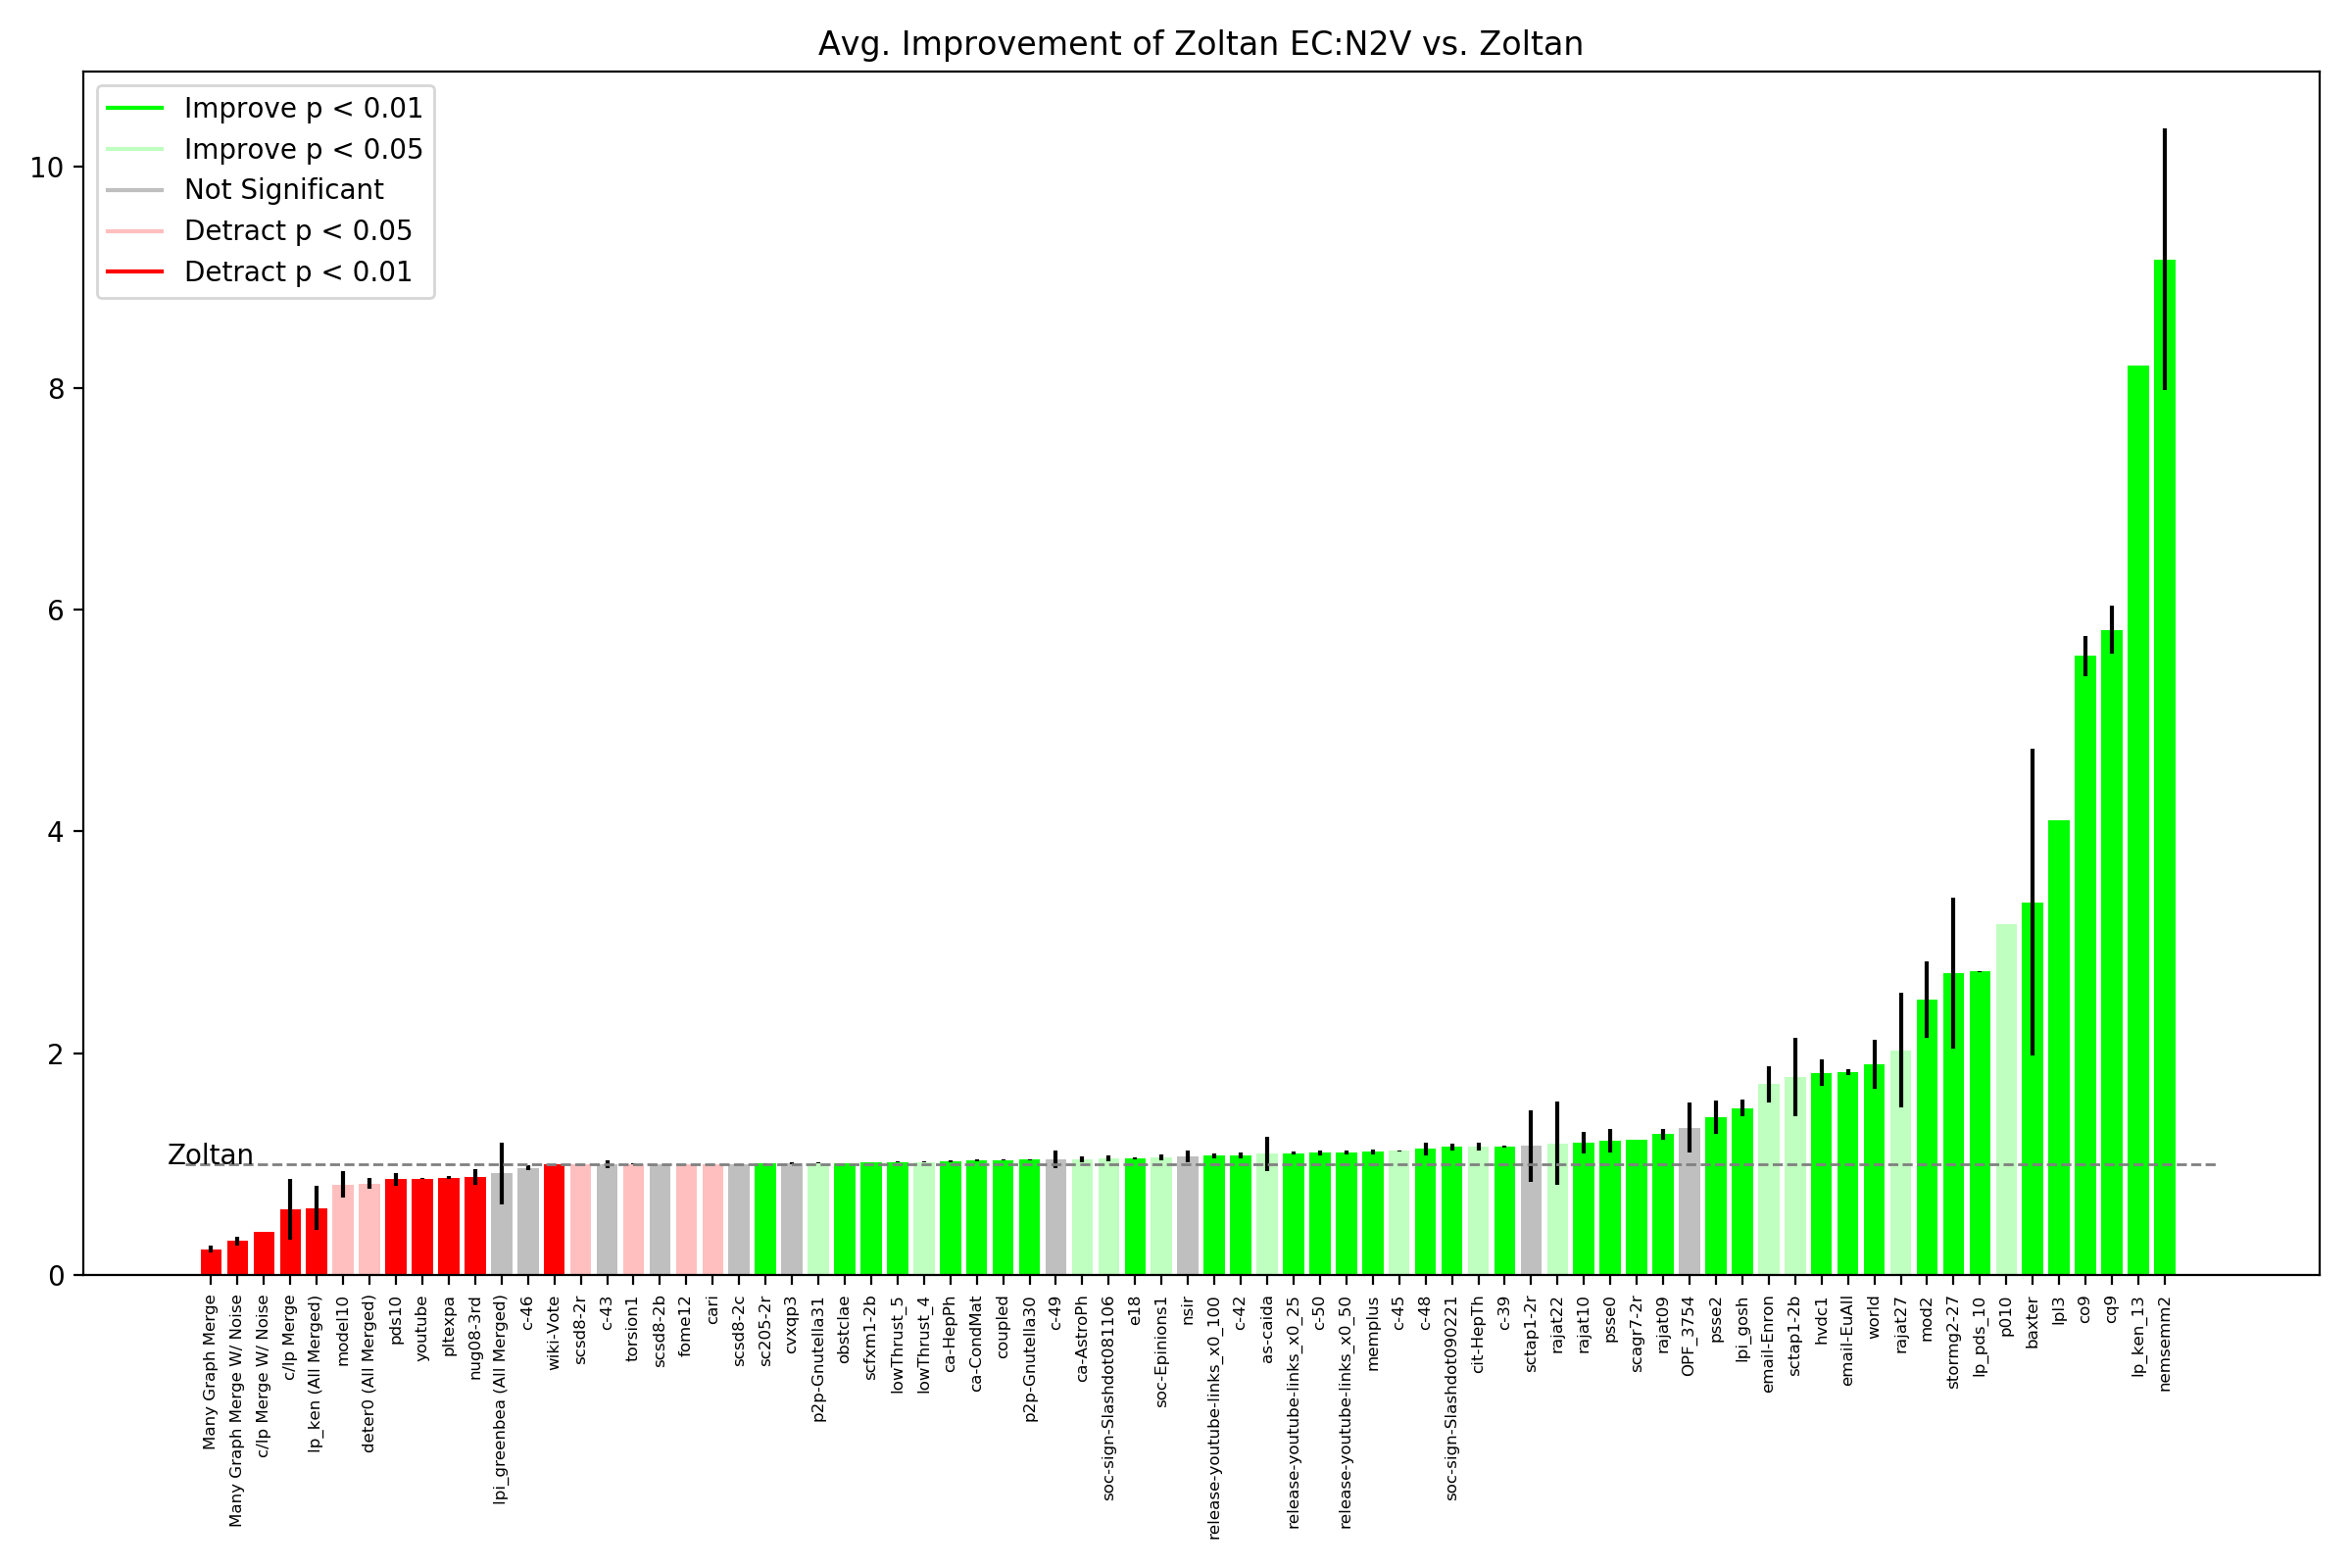 Avg. Improvement of Zoltan EC:N2V vs. Zoltan
Improve p < 0.01
Improve p < 0.05
Not Significant
Detract p < 0.05
Detract p < 0.01
10
8
6
4
2
0
Zoltan
Many Graph Merge
Many Graph Merge W/ Noise
c/lp Merge W/ Noise
c/lp Merge
lp_ken (All Merged)
model10
deter0 (All Merged)
pds10
youtube
pltexpa
nug08-3rd
lpi_greenbea (All Merged)
c-46
wiki-Vote
scsd8-2r
c-43
torsion1
scsd8-2b
fome12
cari
scsd8-2c
sc205-2r
cvxqp3
p2p-Gnutella31
obstclae
scfxm1-2b
lowThrust_5
lowThrust_4
ca-HepPh
ca-CondMat
coupled
p2p-Gnutella30
c-49
ca-AstroPh
soc-sign-Slashdot081106
e18
soc-Epinions1
nsir
release-youtube-links_x0_100
c-42
as-caida
release-youtube-links_x0_25
c-50
release-youtube-links_x0_50
memplus
c-45
c-48
soc-sign-Slashdot090221
cit-HepTh
c-39
sctap1-2r
rajat22
rajat10
psse0
scagr7-2r
rajat09
OPF_3754
psse2
lpi_gosh
email-Enron
sctap1-2b
hvdc1
email-EuAll
world
rajat27
mod2
stormg2-27
lp_pds_10
p010
baxter
lpl3
co9
cq9
lp_ken_13
nemsemm2